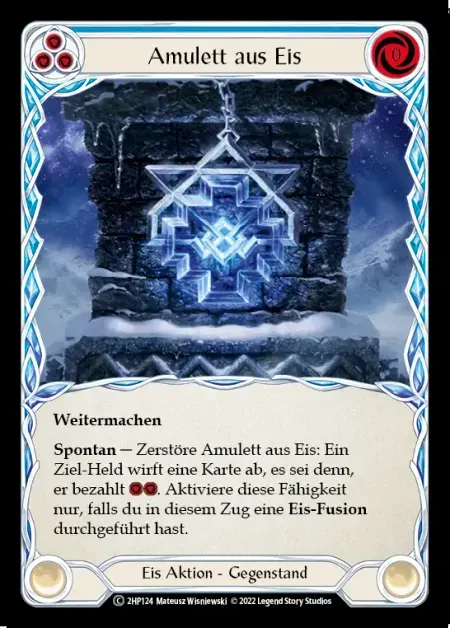 Amulett aus Eis
0
Weitermachen
Spontan — Zerstöre Amulett aus Eis: Ein
Ziel-Held wirft eine Karte ab, es sei denn,
er bezahlt . Aktiviere diese Fähigkeit
nur, falls du in diesem Zug eine Eis-Fusion
durchgeführt hast.
Eis Aktion - Gegenstand
C 2HP124 Mateusz Wisniewski © 2022 Legend Story Studios